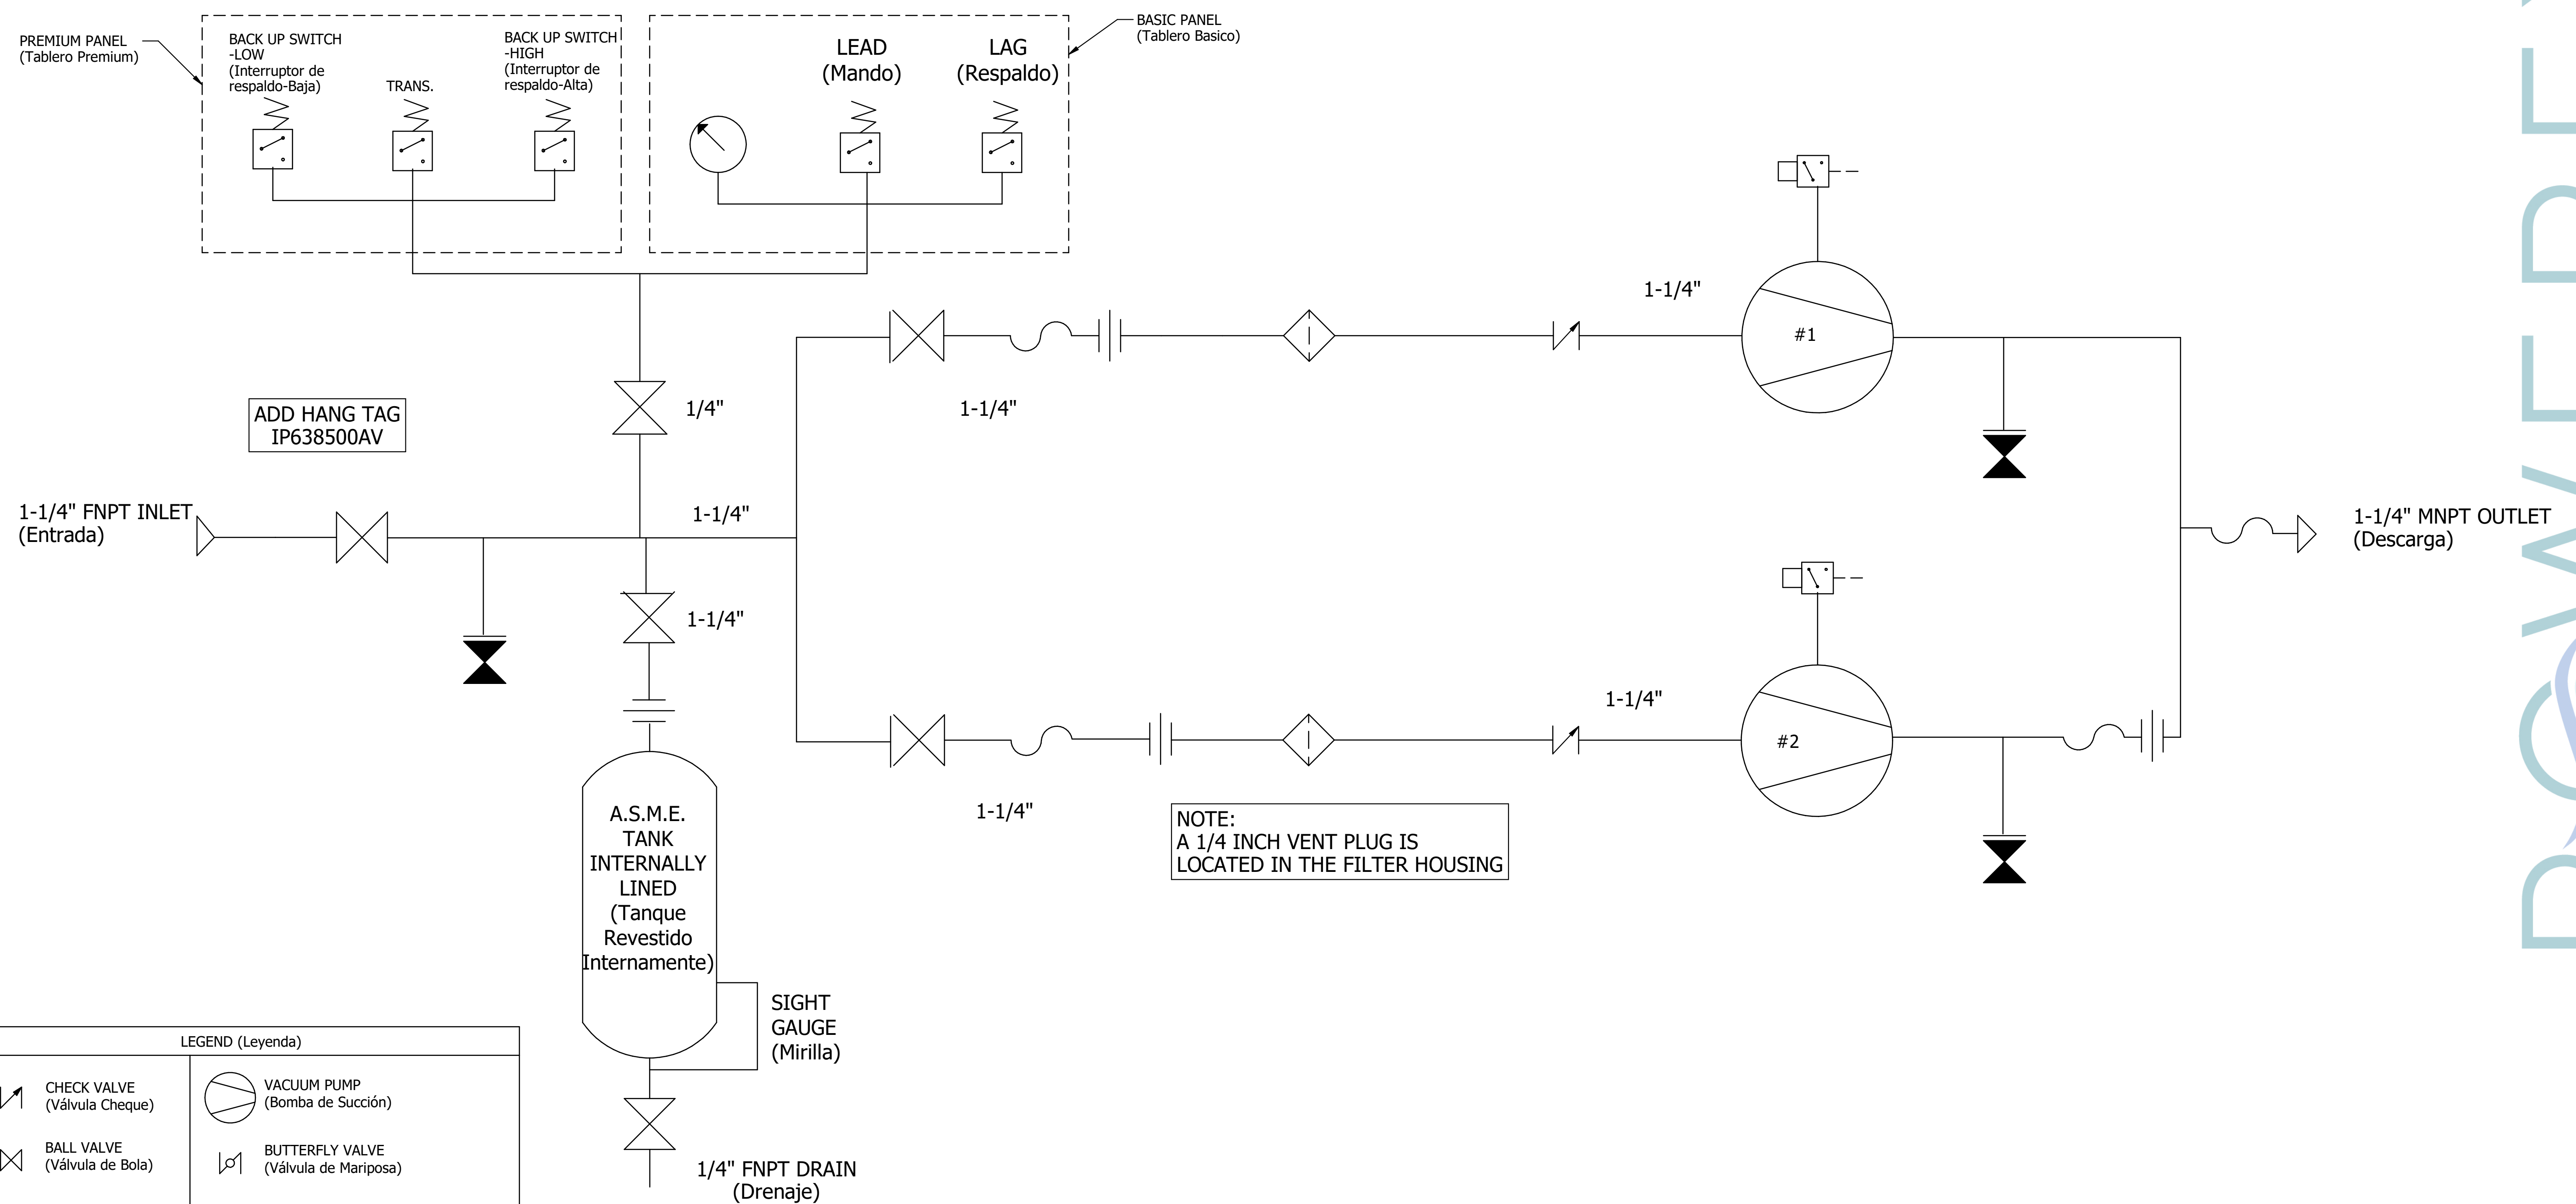 PREMIUM PANEL
(Tablero Premium)
BACK UP SWITCH
-LOW
(Interruptor de
respaldo-Baja)
TRANS.
BACK UP SWITCH
-HIGH
(Interruptor de
respaldo-Alta)
LEAD
(Mando)
LAG
(Respaldo)
BASIC PANEL
(Tablero Basico)
1-1/4"
#1
1/4"
1-1/4"
ADD HANG TAG
IP638500AV
1-1/4" FNPT INLET
(Entrada)
1-1/4"
1-1/4" MNPT OUTLET
(Descarga)
1-1/4"
1-1/4"
#2
1-1/4"
NOTE:
A 1/4 INCH VENT PLUG IS
LOCATED IN THE FILTER HOUSING
A.S.M.E.
TANK
INTERNALLY
LINED
(Tanque
Revestido
Internamente)
SIGHT
GAUGE
(Mirilla)
1/4" FNPT DRAIN
(Drenaje)
LEGEND (Leyenda)
CHECK VALVE
(Válvula Cheque)
VACUUM PUMP
(Bomba de Succión)
BALL VALVE
(Válvula de Bola)
BUTTERFLY VALVE
(Válvula de Mariposa)